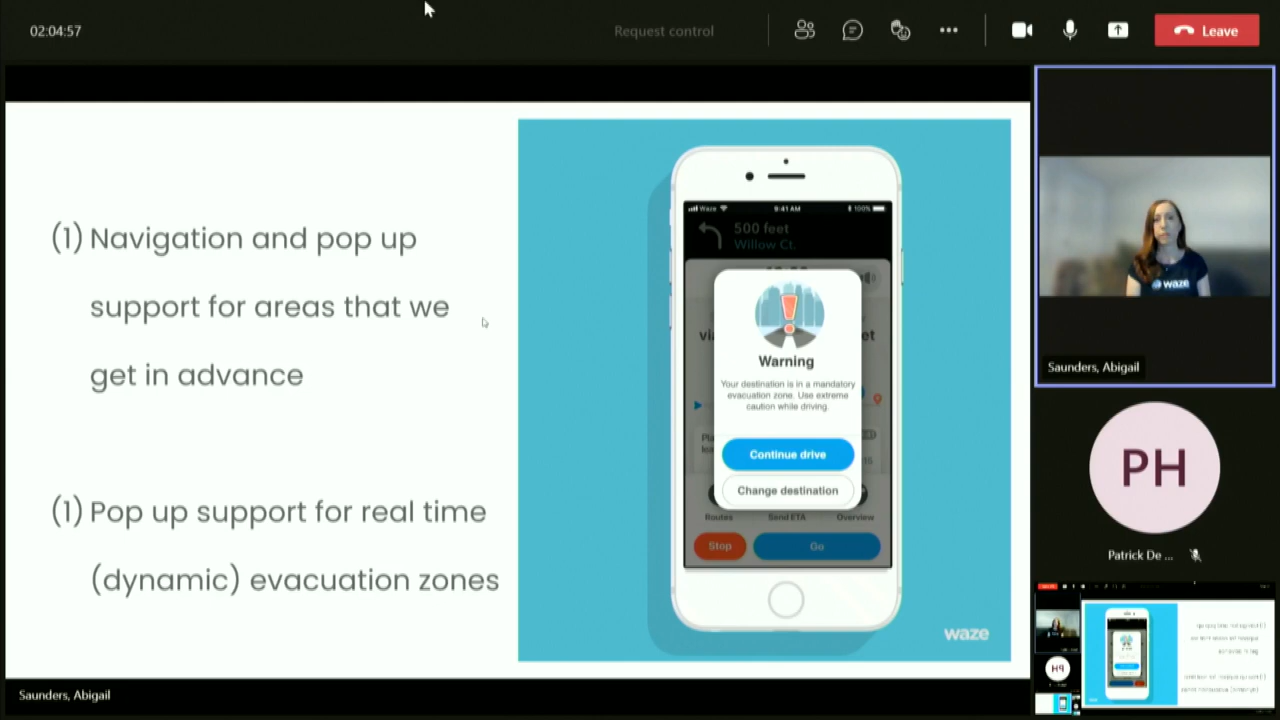 02:04:57
Request control
Leave
(1) Navigation and pop up
support for areas that we
get in advance
(1) Pop up support for real time
(dynamic) evacuation zones
Waze
9:41 AM
100%
500 feet
Willow Ct.
Warning
Your destination is in a mandatory
evacuation zone. Use extreme
caution while driving.
Continue drive
Change destination
Routes
Send ETA
Overview
Stop
Go
waze
waze
Saunders, Abigail
PH
Patrick De ...
Saunders, Abigail